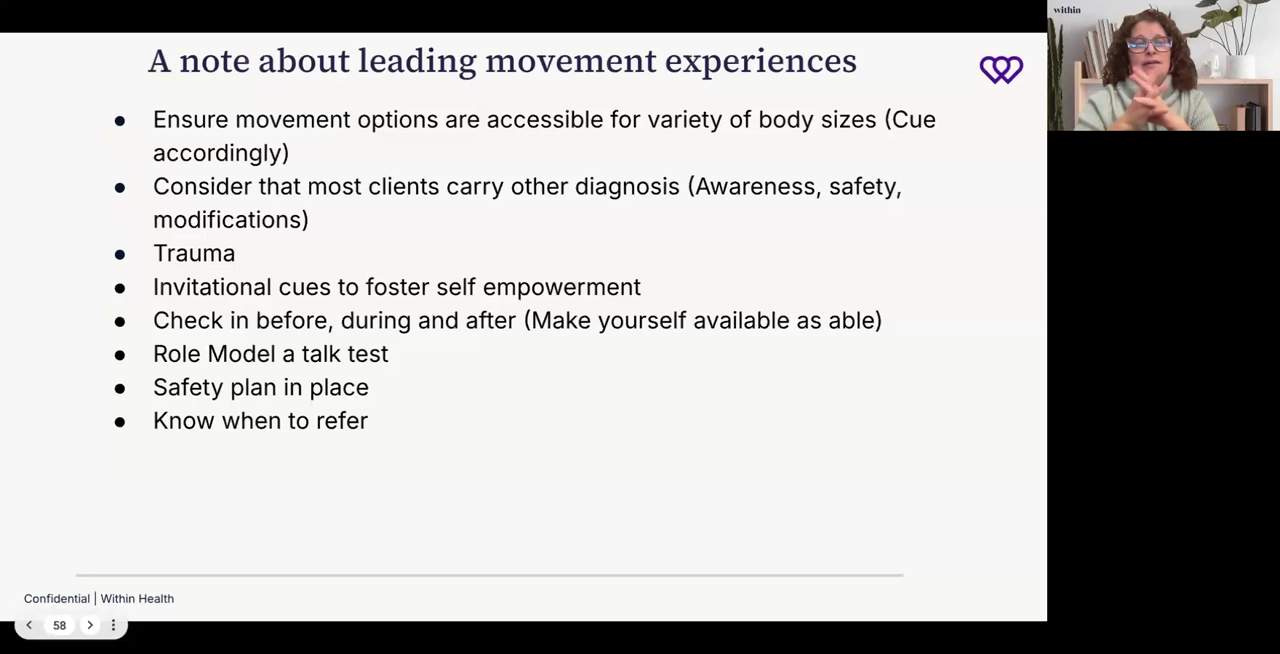 A note about leading movement experiences
● Ensure movement options are accessible for variety of body sizes (Cue
accordingly)
● Consider that most clients carry other diagnosis (Awareness, safety,
modifications)
● Trauma
● Invitational cues to foster self empowerment
● Check in before, during and after (Make yourself available as able)
● Role Model a talk test
● Safety plan in place
● Know when to refer
Confidential | Within Health
58
within